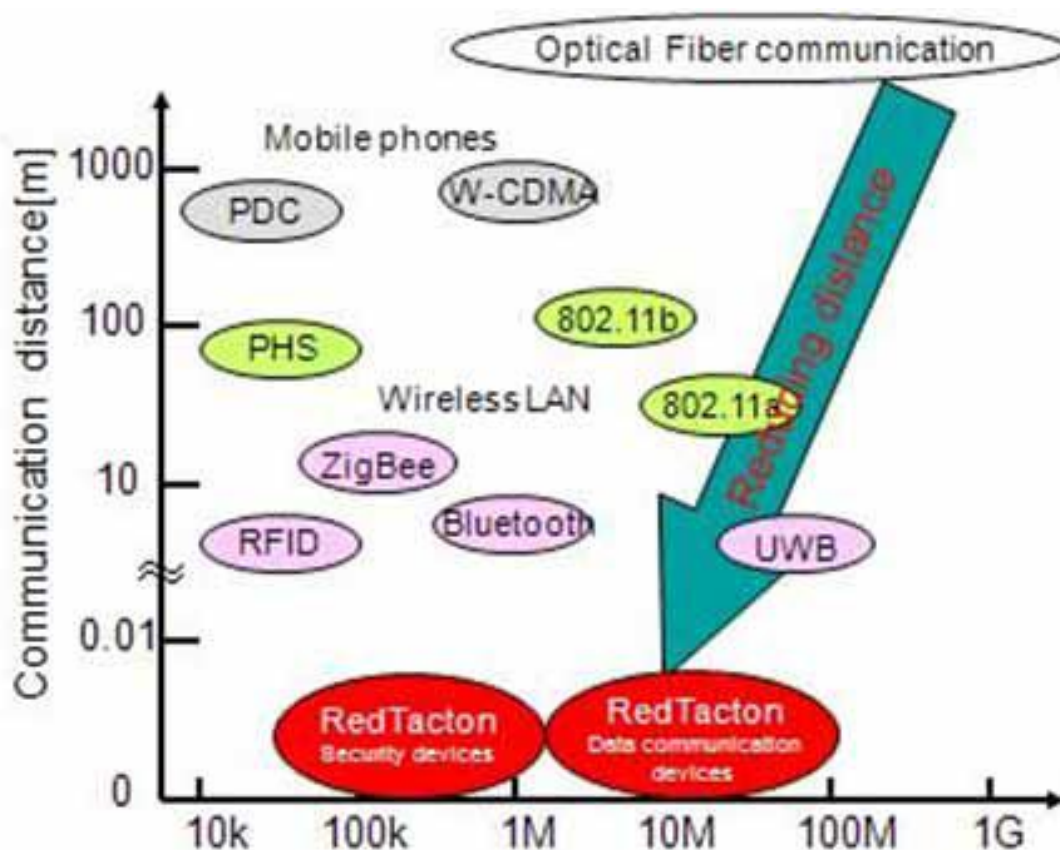 Optical Fiber communication
Mobile phones
1000
PDC
W-CDMA
802.11b
100
PHS
Wireless LAN
802.11a
Reducing distance
ZigBee
10
Bluetooth
RFID
UWB
0.01
RedTacton
Security devices
RedTacton
Data communication
devices
0
10k
100k
1M
10M
100M
1G
Communication distance[m]